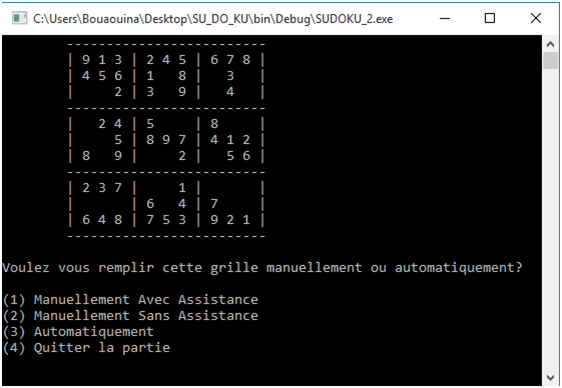 C:\Users\Bouaouina\Desktop\SU_DO_KU\bin\Debug\SUDOKU_2.exe
-------------------------
| 9 1 3 | 2 4 5 | 6 7 8 |
| 4 5 6 | 1   8 |   3   |
|     2 | 3   9 |   4   |
-------------------------
|   2 4 | 5     | 8     |
|     5 | 8 9 7 | 4 1 2 |
| 8   9 |     2 |   5 6 |
-------------------------
| 2 3 7 |     1 |       |
|       | 6   4 | 7     |
| 6 4 8 | 7 5 3 | 9 2 1 |
-------------------------
Voulez vous remplir cette grille manuellement ou automatiquement?
(1) Manuellement Avec Assistance
(2) Manuellement Sans Assistance
(3) Automatiquement
(4) Quitter la partie